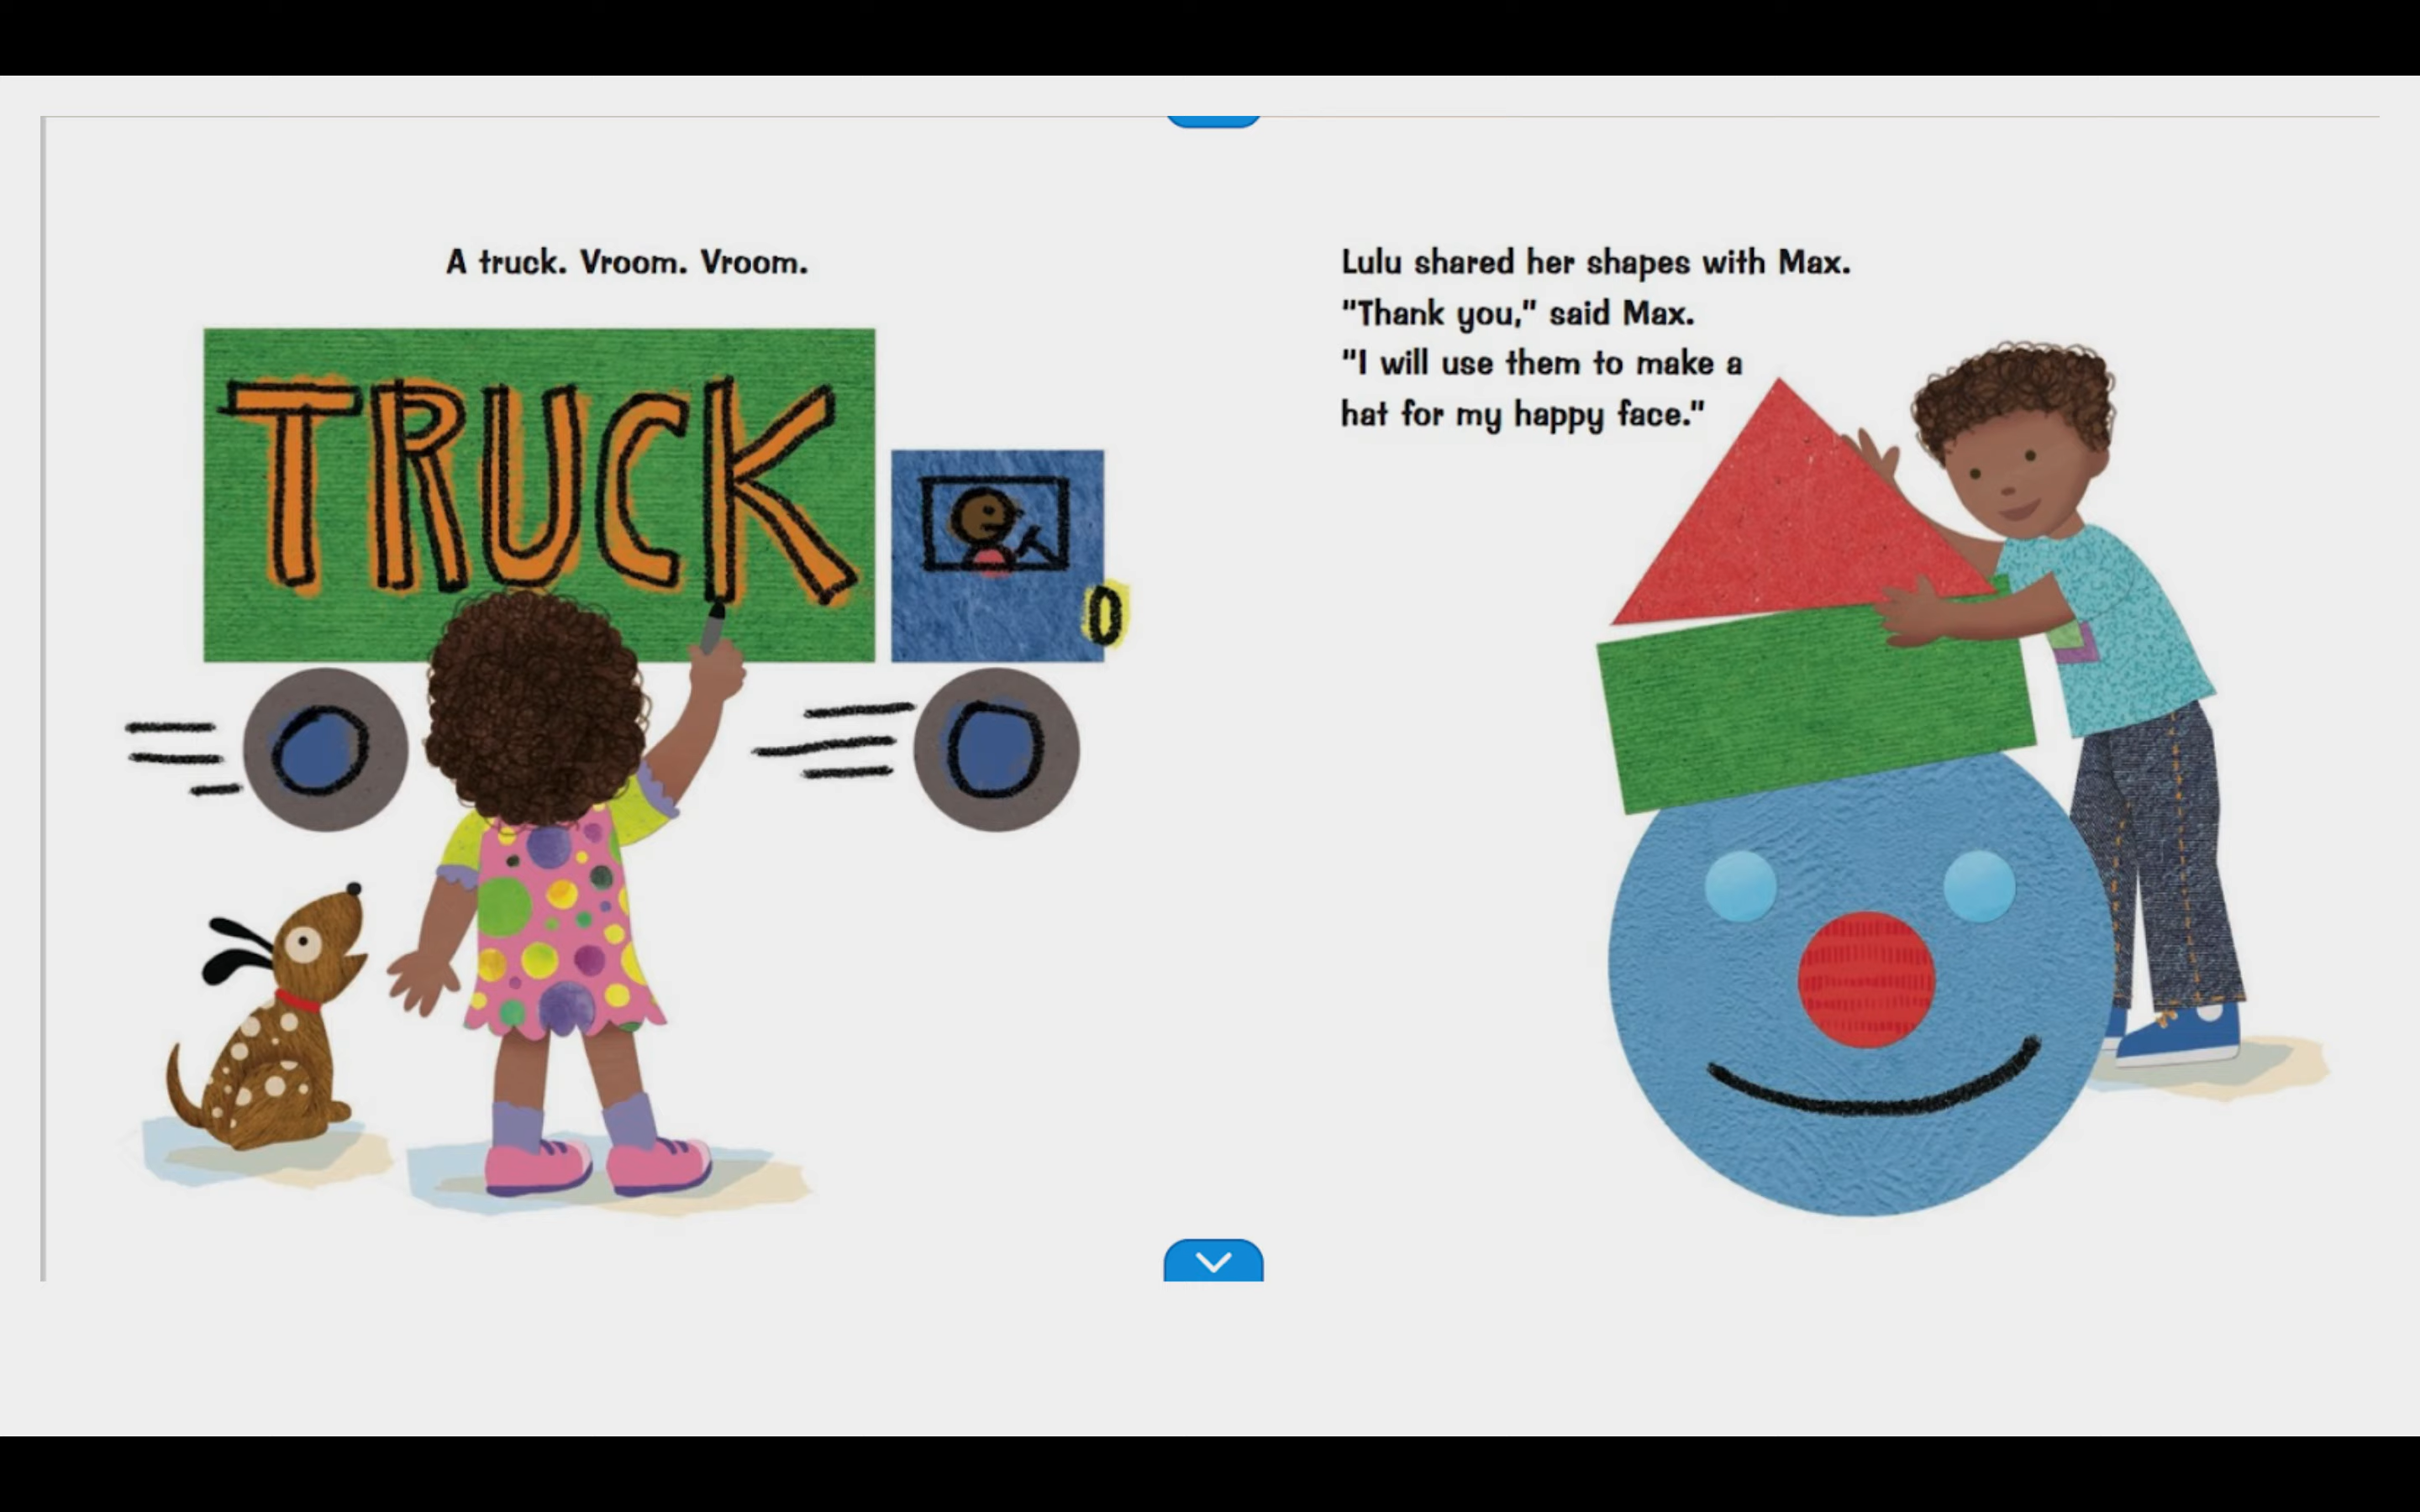 A truck. Vroom. Vroom.
TRUCK
Lulu shared her shapes with Max.
"Thank you," said Max.
"I will use them to make a
hat for my happy face."